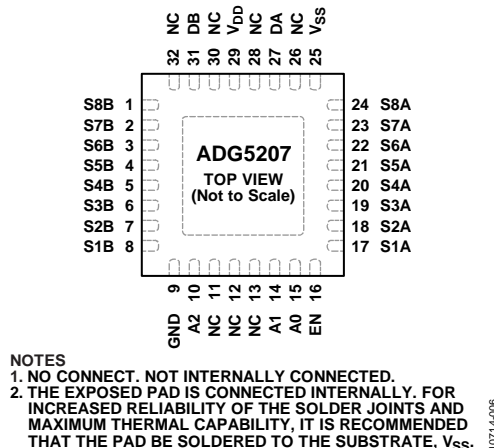 32 NC
31 DB
30 NC
29 VDD
28 NC
27 DA
26 NC
25 VSS
S8B 1
S7B 2
S6B 3
S5B 4
S4B 5
S3B 6
S2B 7
S1B 8
ADG5207
TOP VIEW
(Not to Scale)
24 S8A
23 S7A
22 S6A
21 S5A
20 S4A
19 S3A
18 S2A
17 S1A
GND 9
A2 10
NC 11
NC 12
NC 13
A1 14
A0 15
EN 16
NOTES
1. NO CONNECT. NOT INTERNALLY CONNECTED.
2. THE EXPOSED PAD IS CONNECTED INTERNALLY. FOR
INCREASED RELIABILITY OF THE SOLDER JOINTS AND
MAXIMUM THERMAL CAPABILITY, IT IS RECOMMENDED
THAT THE PAD BE SOLDERED TO THE SUBSTRATE, VSS.